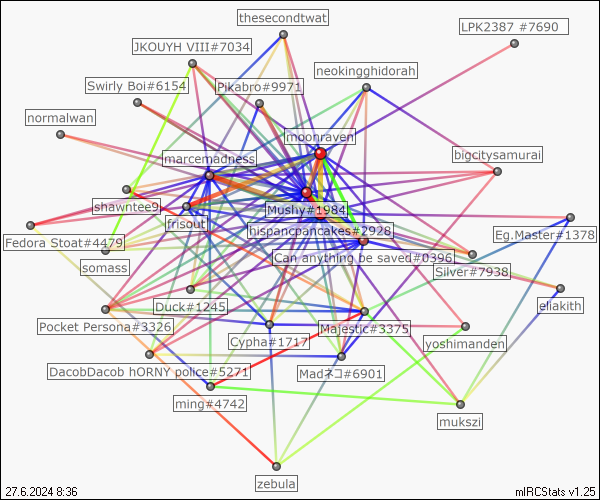 thesecondtwat
LPK2387 #7690
JKOUYH VIII#7034
neokingghidorah
Swirly Boi#6154
Pikabro#9971
normalwan
moonraven
bigcitysamurai
marcemadness
shawntee9
Mushy#1984
frisout
hispancpancakes#2928
Eg.Master#1378
Fedora Stoat#4479
Can anything be saved#0396
somass
Silver#7938
Duck#1245
eliakith
Pocket Persona#3326
Majestic#3375
Cypha#1717
yoshimanden
DacobDacob hORNY police#5271
Madネコ#6901
ming#4742
mukszi
zebula
27.6.2024 8:36
mIRCStats v1.25